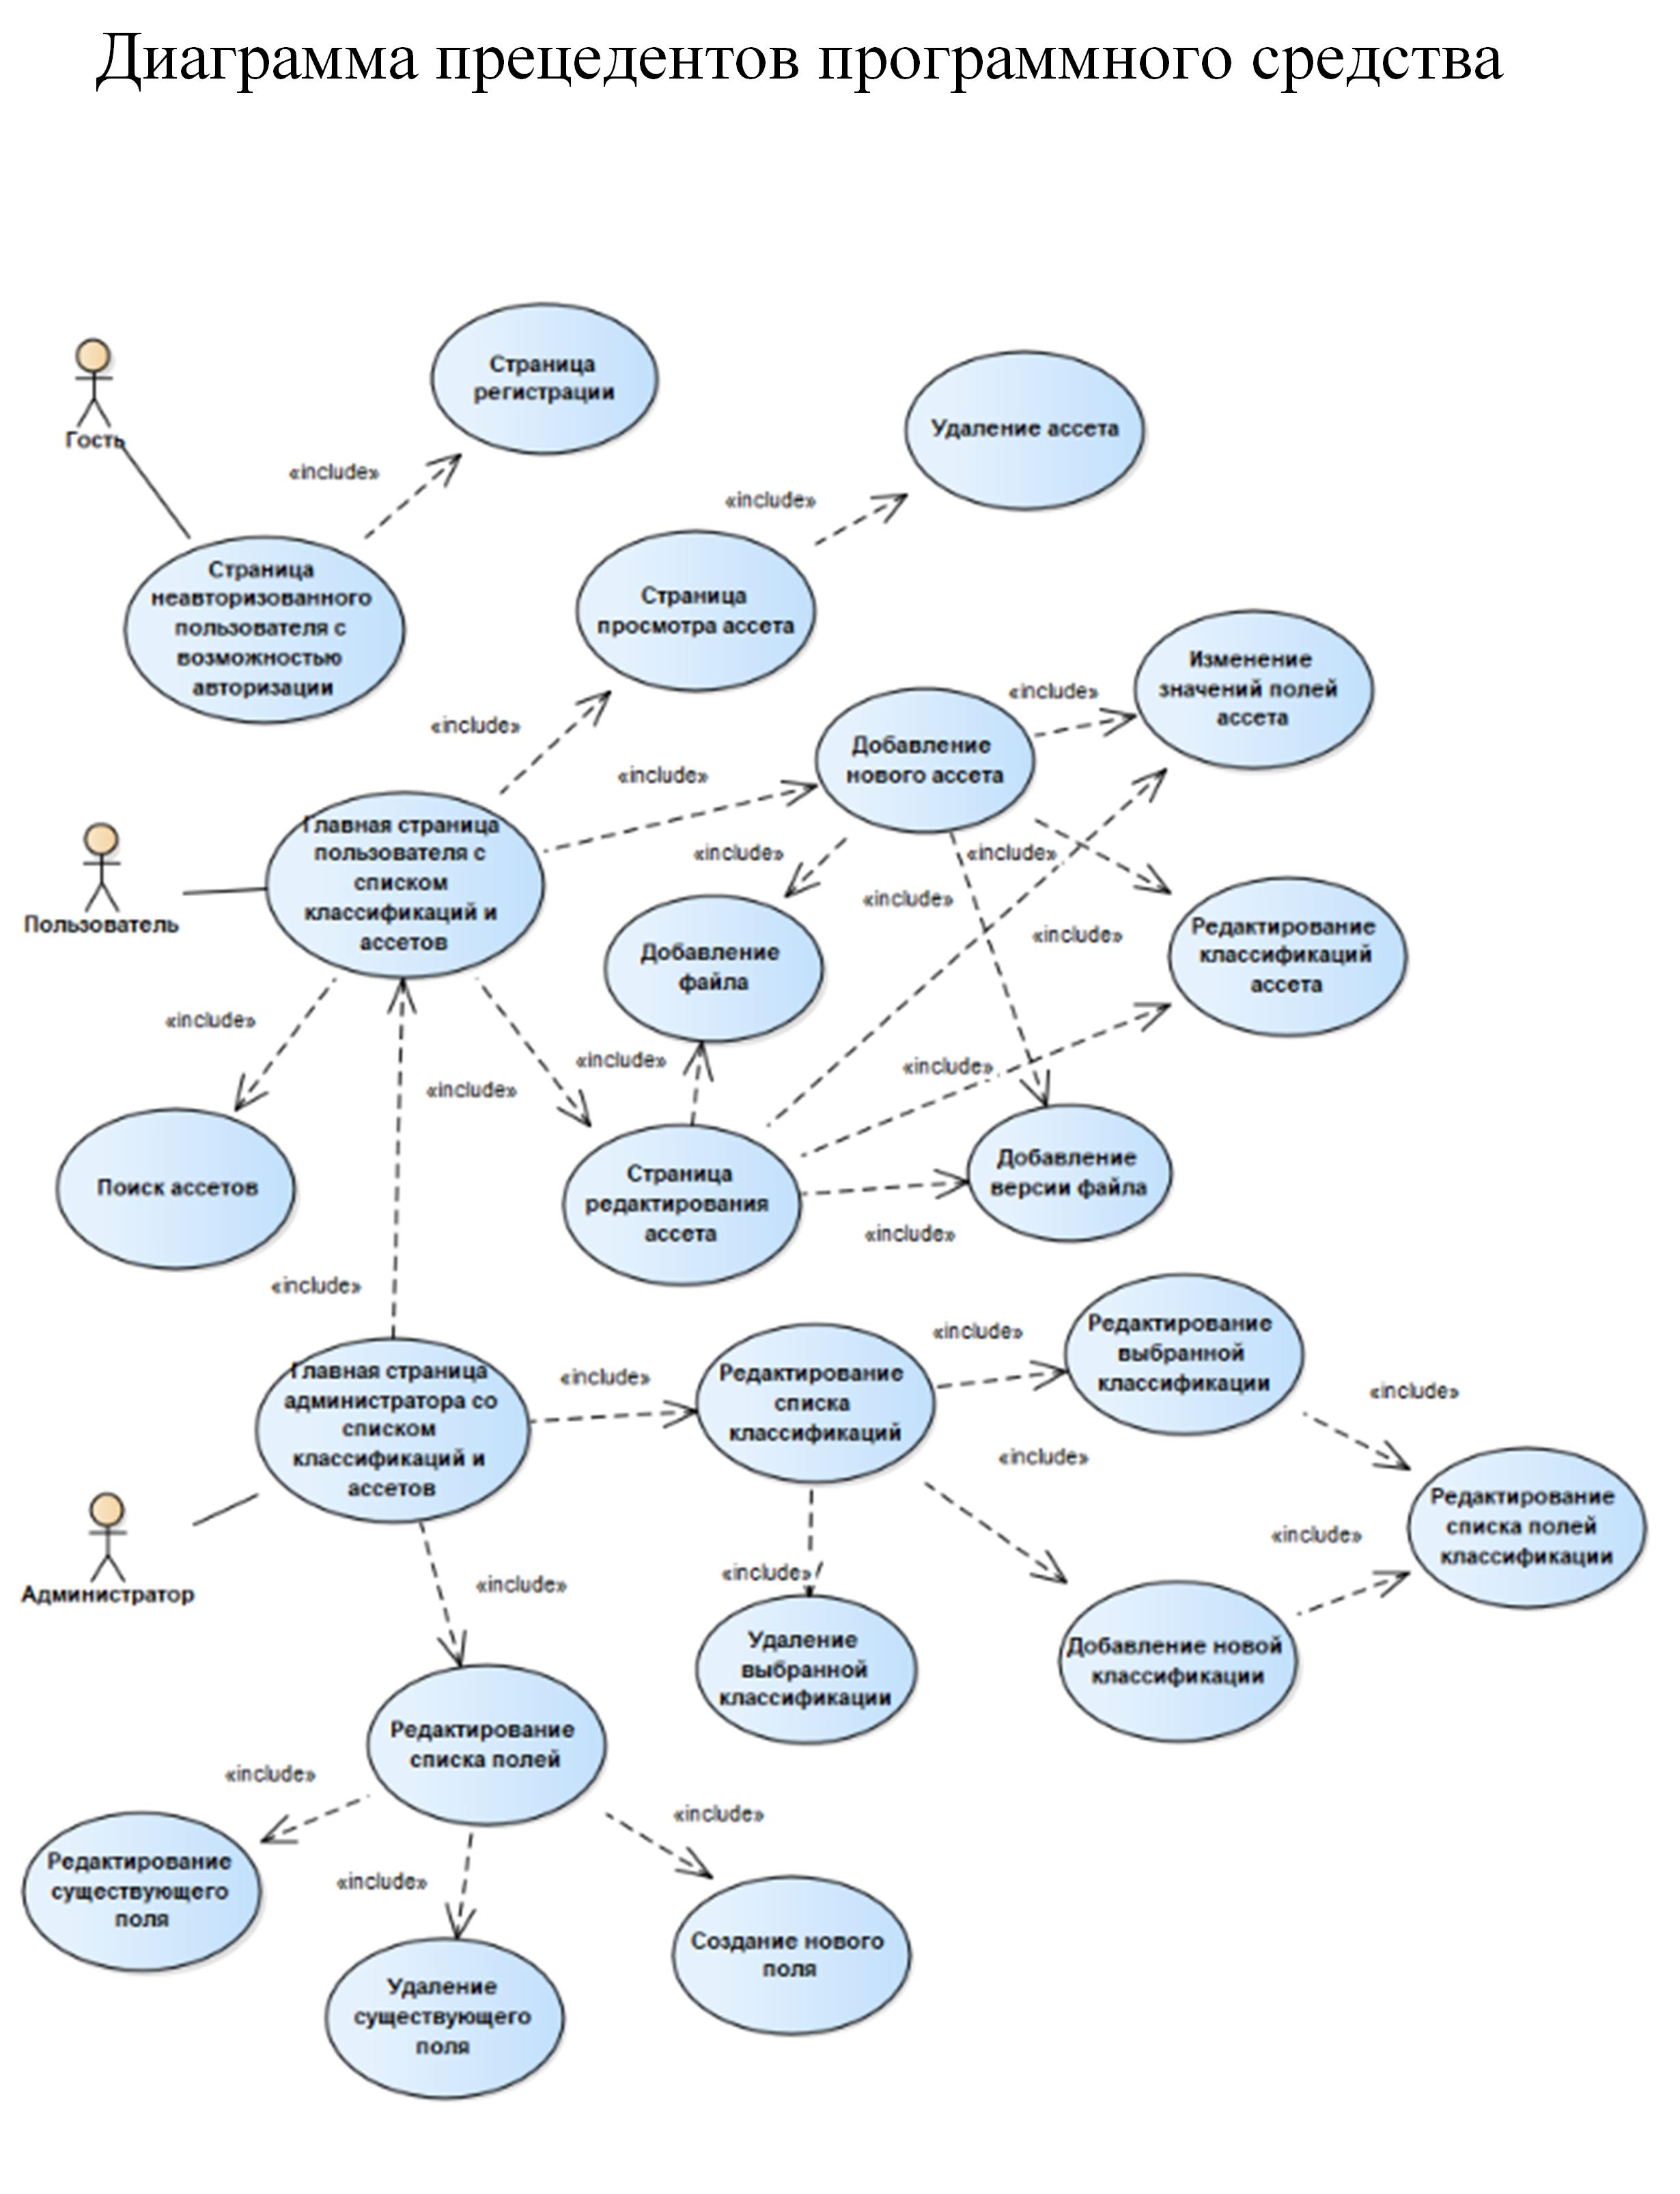 Диаграмма прецедентов программного средства
Страница
регистрации
Гость
«include»
Удаление ассета
«include»
Страница
неавторизованного
пользователя с
возможностью
авторизации
Страница
просмотра ассета
«include»
Изменение
значений полей
ассета
«include»
Добавление
нового ассета
«include»
Главная страница
пользователя с
списком
классификаций и
ассетов
Пользователь
«include»
«include»
«include»
«include»
Добавление
файла
Редактирование
классификаций
ассета
«include»
«include»
«include»
«include»
Поиск ассетов
Страница
редактирования
ассета
Добавление
версии файла
«include»
«include»
Главная страница
администратора со
списком
классификаций и
ассетов
Администратор
«include»
Редактирование
списка
классификаций
«include»
Редактирование
выбранной
классификации
«include»
«include»
Редактирование
списка полей
классификации
«include»
«include»
«include»
Удаление
выбранной
классификации
Добавление новой
классификации
Редактирование
списка полей
«include»
«include»
«include»
Редактирование
существующего
поля
Удаление
существующего
поля
Создание нового
поля